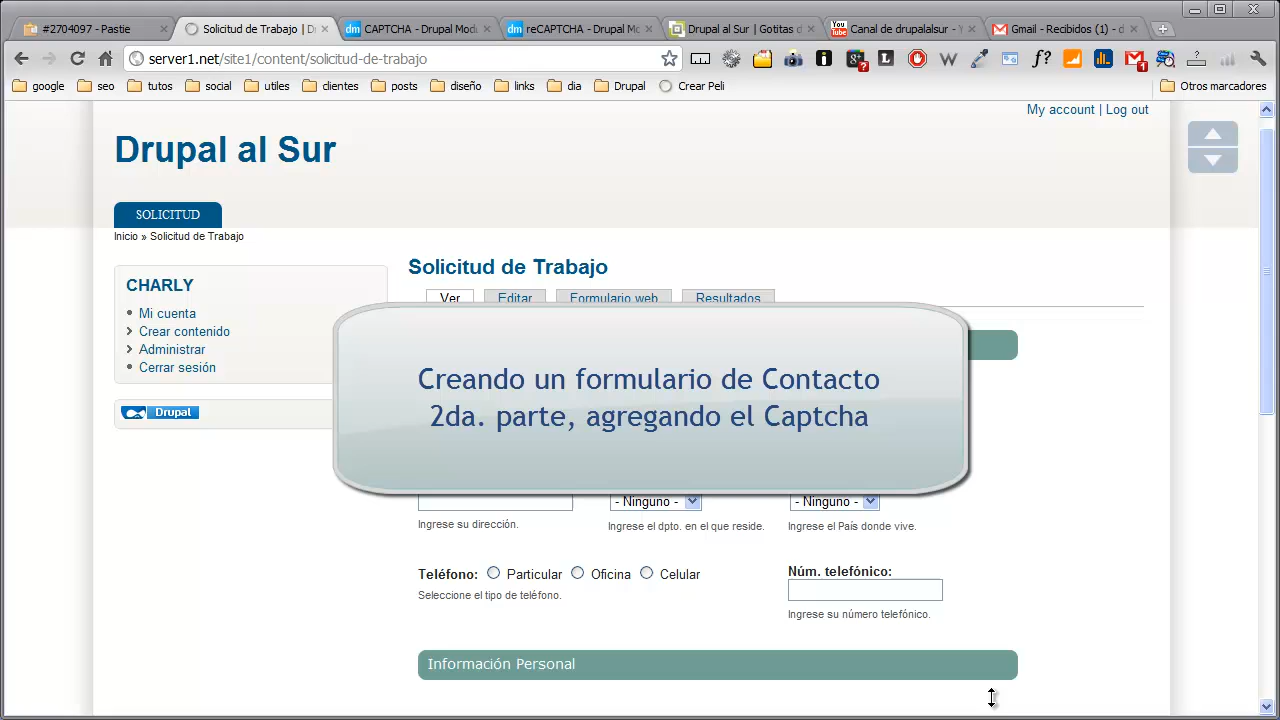 #2704097 - Pastie
Solicitud de Trabajo | D
CAPTCHA - Drupal Modu
reCAPTCHA - Drupal Mo
Drupal al Sur | Gotitas d
Canal de drupalalsur - Y
Gmail - Recibidos (1) - d
server1.net/site1/content/solicitud-de-trabajo
google
seo
tutos
social
utiles
clientes
posts
diseño
links
dia
Drupal
Crear Peli
Otros marcadores
My account | Log out
Drupal al Sur
SOLICITUD
Inicio » Solicitud de Trabajo
CHARLY
Mi cuenta
Crear contenido
Administrar
Cerrar sesión
Drupal
Solicitud de Trabajo
Ver
Editar
Formulario web
Resultados
Creando un formulario de Contacto
2da. parte, agregando el Captcha
- Ninguno -
- Ninguno -
Ingrese su dirección.
Ingrese el dpto. en el que reside.
Ingrese el País donde vive.
Teléfono:
Particular
Oficina
Celular
Seleccione el tipo de teléfono.
Núm. telefónico:
Ingrese su número telefónico.
Información Personal